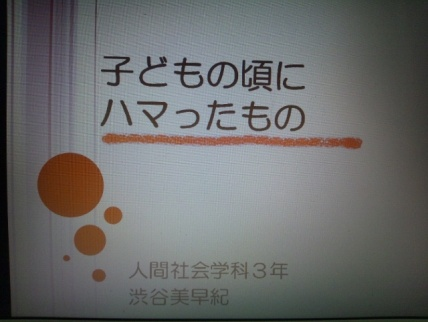 子どもの頃に
ハマったもの
人間社会学科３年
渋谷美早紀